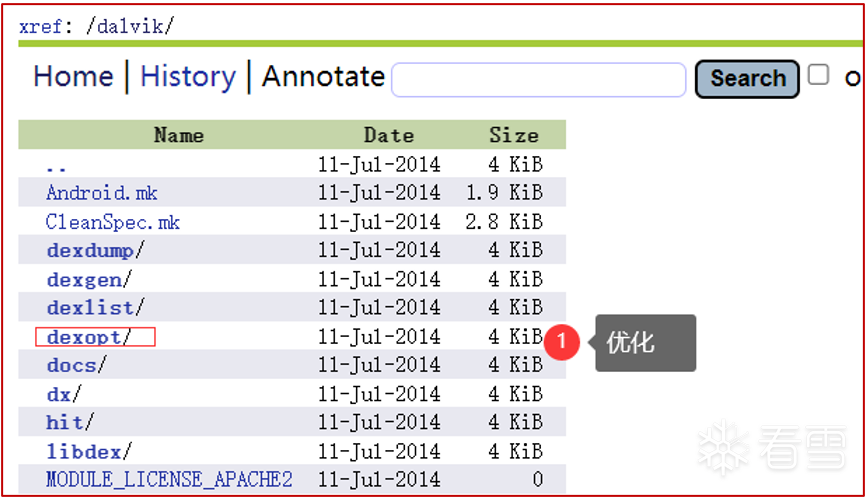 xref: /dalvik/
Home | History | Annotate Search o
Name Date Size
.. 11-Jul-2014 4 KiB
Android.mk 11-Jul-2014 1.9 KiB
CleanSpec.mk 11-Jul-2014 2.8 KiB
dexdump/ 11-Jul-2014 4 KiB
dexgen/ 11-Jul-2014 4 KiB
dexlist/ 11-Jul-2014 4 KiB
dexopt/ 11-Jul-2014 4 KiB 1 优化
docs/ 11-Jul-2014 4 KiB
dx/ 11-Jul-2014 4 KiB
hit/ 11-Jul-2014 4 KiB
libdex/ 11-Jul-2014 4 KiB
MODULE_LICENSE_APACHE2 11-Jul-2014 0
看雪